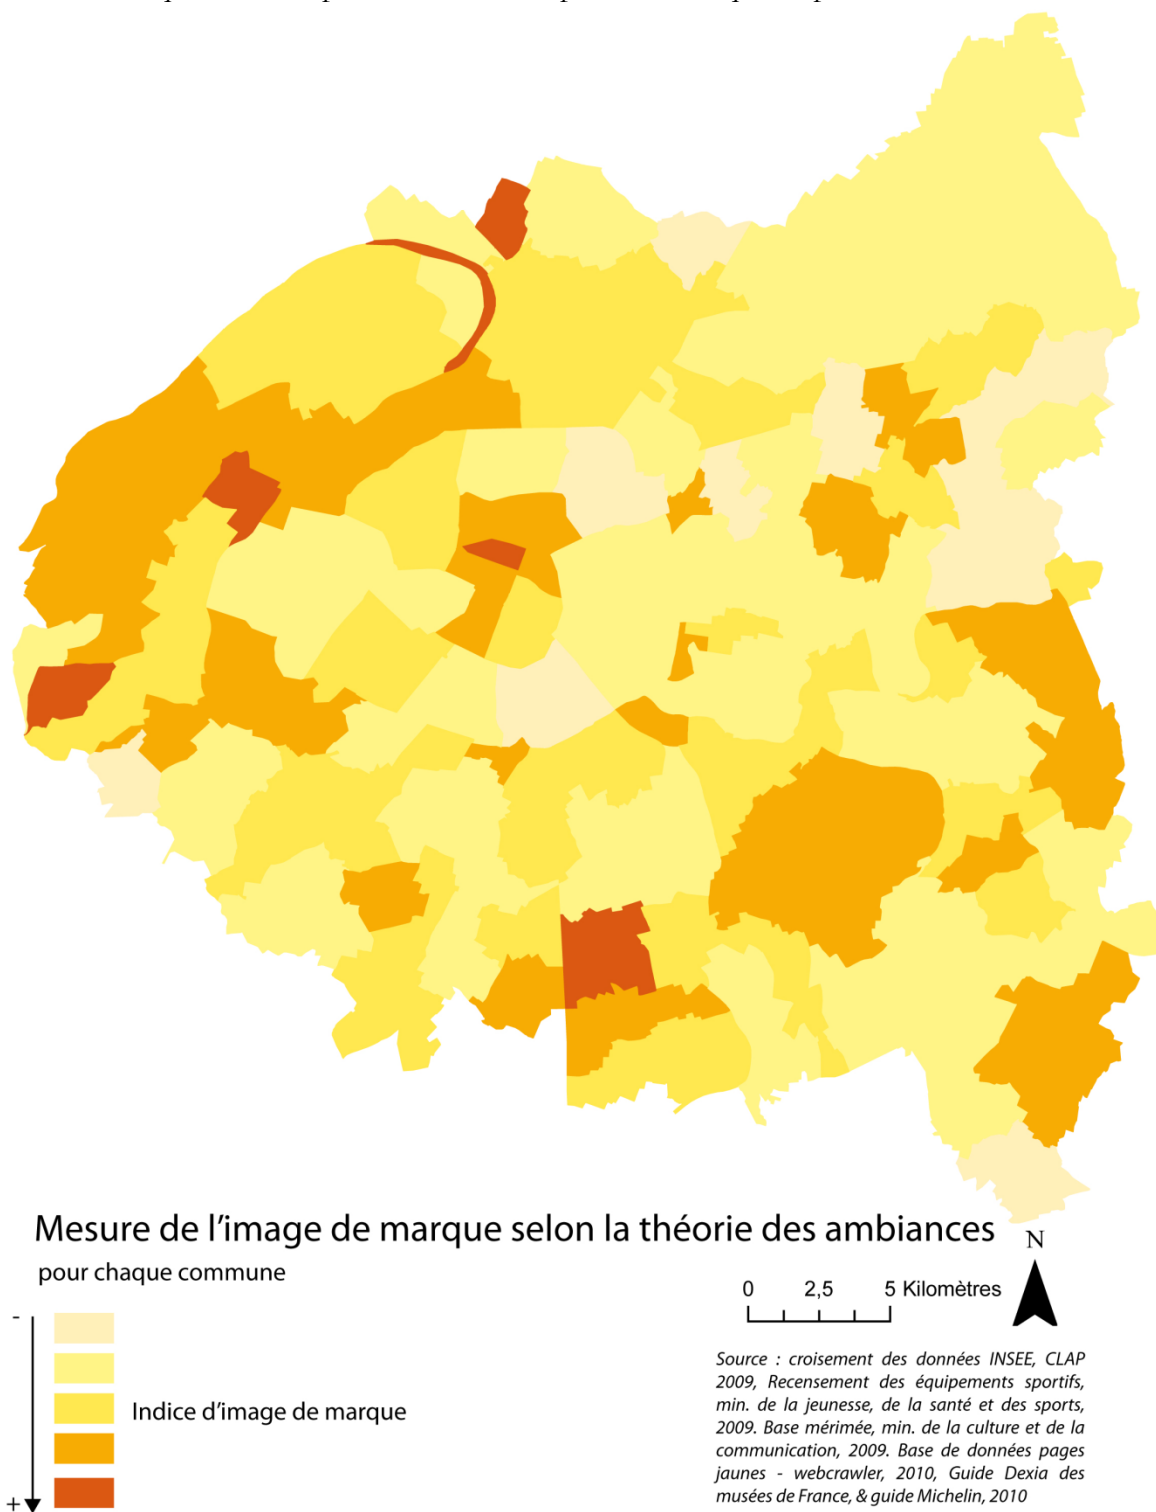 Mesure de l'image de marque selon la théorie des ambiances
pour chaque commune
N
0 2,5 5 Kilomètres
-
Indice d'image de marque
+
Source : croisement des données INSEE, CLAP
2009, Recensement des équipements sportifs,
min. de la jeunesse, de la santé et des sports,
2009. Base mérimée, min. de la culture et de la
communication, 2009. Base de données pages
jaunes - webcrawler, 2010, Guide Dexia des
musées de France, & guide Michelin, 2010